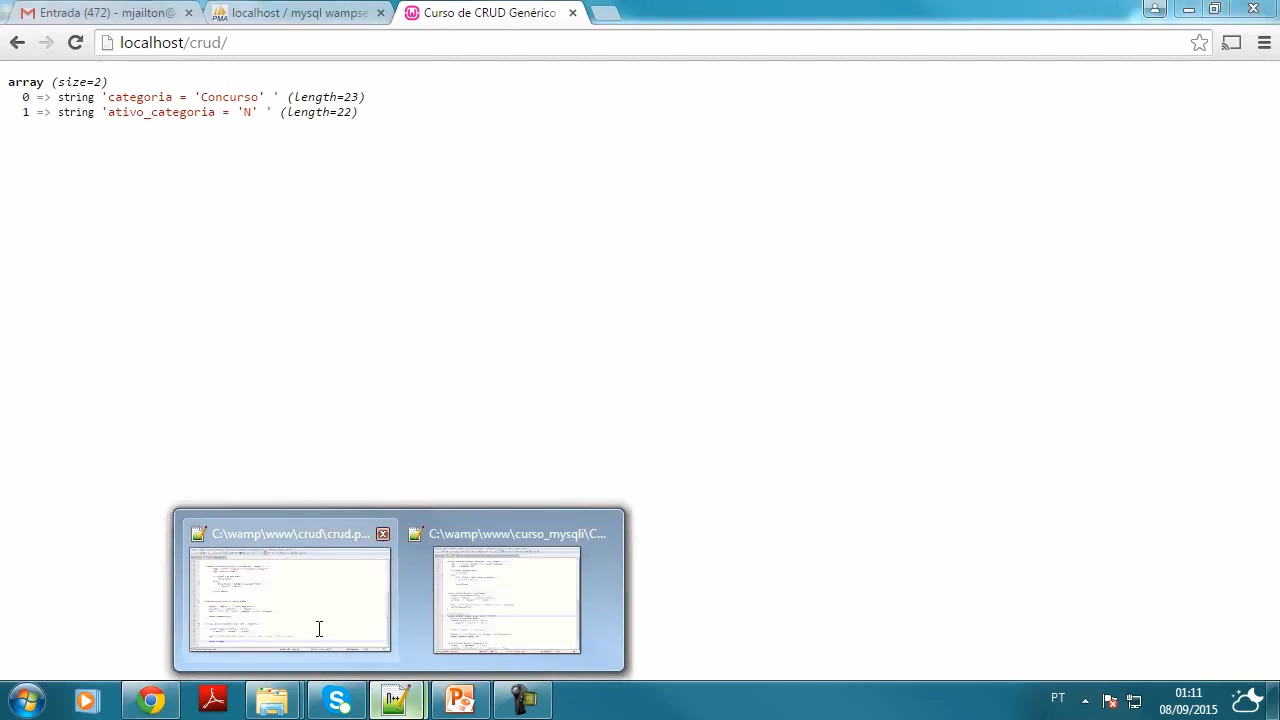 Entrada (472) - mjailton@
localhost / mysql wampse
Curso de CRUD Genérico
localhost/crud/
array (size=2)
0 => string 'categoria = 'Concurso' ' (length=23)
1 => string 'ativo_categoria = 'N' ' (length=22)
C:\wamp\www\crud\crud.p...
C:\wamp\www\curso_mysqli\C...
PT
01:11
08/09/2015